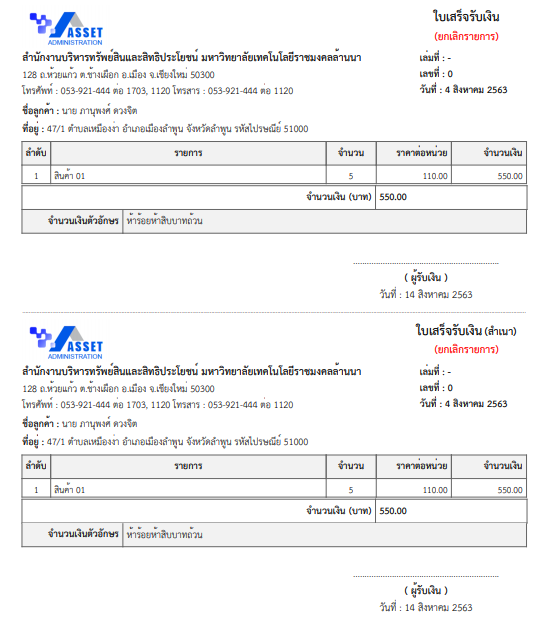 ASSET
ADMINISTRATION
ใบเสร็จรับเงิน
(ยกเลิกรายการ)
สำนักงานบริหารทรัพย์สินและสิทธิประโยชน์ มหาวิทยาลัยเทคโนโลยีราชมงคลล้านนา
เล่มที่ : -
128 ถ.ห้วยแก้ว ต.ช้างเผือก อ.เมือง จ.เชียงใหม่ 50300
เลขที่ : 0
โทรศัพท์ : 053-921-444 ต่อ 1703, 1120 โทรสาร : 053-921-444 ต่อ 1120
วันที่ : 4 สิงหาคม 2563
ชื่อลูกค้า : นาย ภานุพงศ์ ดวงจิต
ที่อยู่ : 47/1 ตำบลเหมืองง่า อำเภอเมืองลำพูน จังหวัดลำพูน รหัสไปรษณีย์ 51000
ลำดับ รายการ จำนวน ราคาต่อหน่วย จำนวนเงิน
1 สินค้า 01 5 110.00 550.00
จำนวนเงิน (บาท) 550.00
จำนวนเงินตัวอักษร ห้าร้อยห้าสิบบาทถ้วน
( ผู้รับเงิน )
วันที่ : 14 สิงหาคม 2563
ASSET
ADMINISTRATION
ใบเสร็จรับเงิน (สำเนา)
(ยกเลิกรายการ)
สำนักงานบริหารทรัพย์สินและสิทธิประโยชน์ มหาวิทยาลัยเทคโนโลยีราชมงคลล้านนา
เล่มที่ : -
128 ถ.ห้วยแก้ว ต.ช้างเผือก อ.เมือง จ.เชียงใหม่ 50300
เลขที่ : 0
โทรศัพท์ : 053-921-444 ต่อ 1703, 1120 โทรสาร : 053-921-444 ต่อ 1120
วันที่ : 4 สิงหาคม 2563
ชื่อลูกค้า : นาย ภานุพงศ์ ดวงจิต
ที่อยู่ : 47/1 ตำบลเหมืองง่า อำเภอเมืองลำพูน จังหวัดลำพูน รหัสไปรษณีย์ 51000
ลำดับ รายการ จำนวน ราคาต่อหน่วย จำนวนเงิน
1 สินค้า 01 5 110.00 550.00
จำนวนเงิน (บาท) 550.00
จำนวนเงินตัวอักษร ห้าร้อยห้าสิบบาทถ้วน
( ผู้รับเงิน )
วันที่ : 14 สิงหาคม 2563